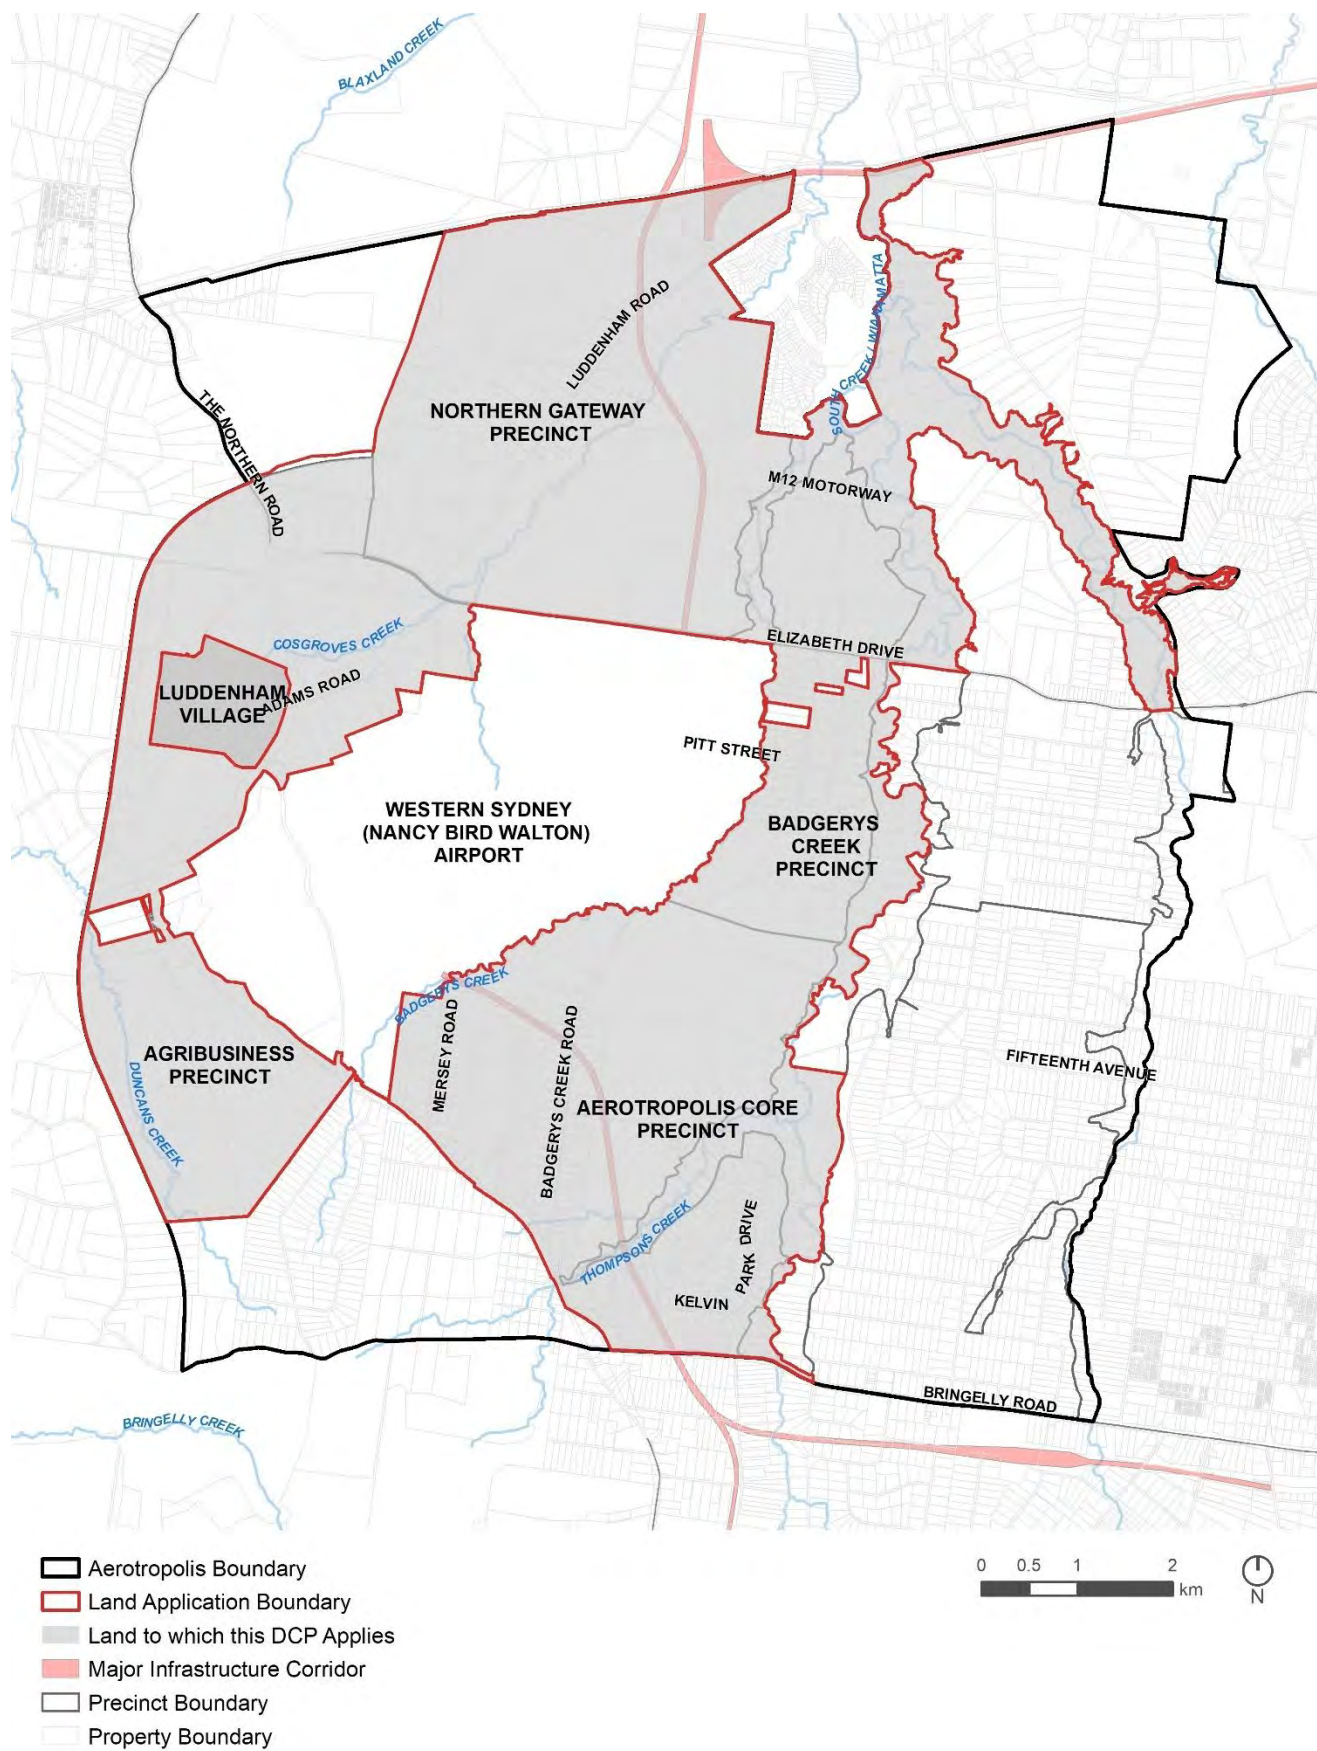 BLAXLAND CREEK
LUDDENHAM ROAD
SOUTH CREEK / WIANAMATTA
THE NORTHERN ROAD
NORTHERN GATEWAY
PRECINCT
M12 MOTORWAY
COSGROVES CREEK
ELIZABETH DRIVE
LUDDENHAM
VILLAGE
ADAMS ROAD
PITT STREET
WESTERN SYDNEY
(NANCY BIRD WALTON)
AIRPORT
BADGERYS
CREEK
PRECINCT
BADGERYS CREEK
MERSEY ROAD
BADGERYS CREEK ROAD
AGRIBUSINESS
PRECINCT
DUNCANS CREEK
FIFTEENTH AVENUE
AEROTROPOLIS CORE
PRECINCT
THOMPSONS CREEK
PARK DRIVE
KELVIN
BRINGELLY ROAD
BRINGELLY CREEK
Aerotropolis Boundary
Land Application Boundary
Land to which this DCP Applies
Major Infrastructure Corridor
Precinct Boundary
Property Boundary
0 0.5 1 2
km
N